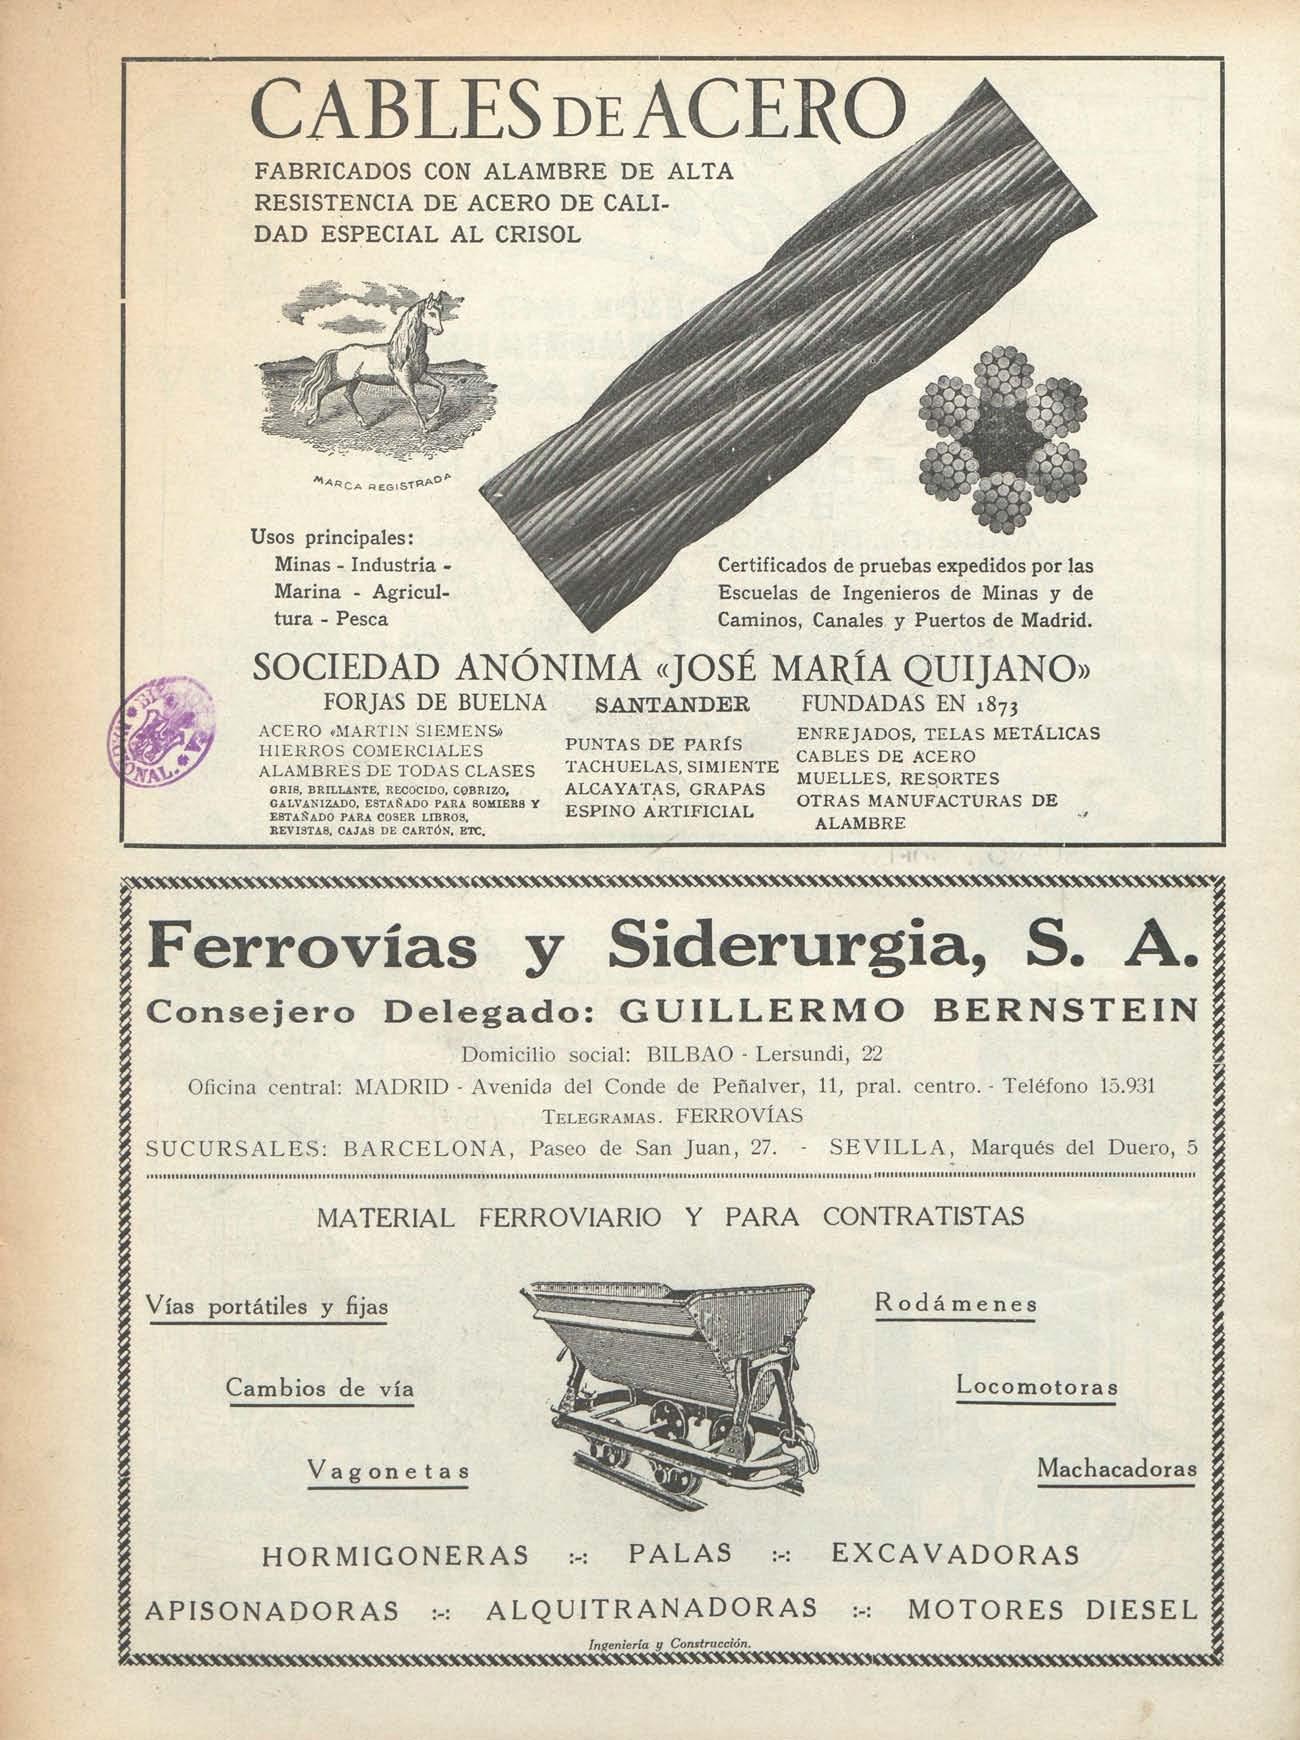 CABLES DE ACERO
FABRICADOS CON ALAMBRE DE ALTA
RESISTENCIA DE ACERO DE CALI-
DAD ESPECIAL AL CRISOL
MARCA REGISTRADA
Usos principales:
Minas - Industria -
Marina - Agricul-
tura - Pesca
Certificados de pruebas expedidos por las
Escuelas de Ingenieros de Minas y de
Caminos, Canales y Puertos de Madrid.
SOCIEDAD ANÓNIMA «JOSÉ MARÍA QUIJANO»
FORJAS DE BUELNA SANTANDER FUNDADAS EN 1873
ACERO «MARTIN SIEMENS»
HIERROS COMERCIALES
ALAMBRES DE TODAS CLASES
GRIS, BRILLANTE, RECOCIDO, COBRIZO,
GALVANIZADO, ESTAÑADO PARA SOMIERS Y
ESTAÑADO PARA COSER LIBROS,
REVISTAS, CAJAS DE CARTÓN, ETC.
PUNTAS DE PARÍS
TACHUELAS, SIMIENTE
ALCAYATAS, GRAPAS
ESPINO ARTIFICIAL
ENREJADOS, TELAS METÁLICAS
CABLES DE ACERO
MUELLES, RESORTES
OTRAS MANUFACTURAS DE
ALAMBRE
Ferrovías y Siderurgia, S. A.
Consejero Delegado: GUILLERMO BERNSTEIN
Domicilio social: BILBAO - Lersundi, 22
Oficina central: MADRID - Avenida del Conde de Peñalver, 11, pral. centro. - Teléfono 15.931
TELEGRAMAS. FERROVÍAS
SUCURSALES: BARCELONA, Paseo de San Juan, 27. - SEVILLA, Marqués del Duero, 5
MATERIAL FERROVIARIO Y PARA CONTRATISTAS
Vías portátiles y fijas
Cambios de vía
Vagonetas
Rodámenes
Locomotoras
Machacadoras
HORMIGONERAS :-: PALAS :-: EXCAVADORAS
APISONADORAS :-: ALQUITRANADORAS :-: MOTORES DIESEL
Ingeniería y Construcción.